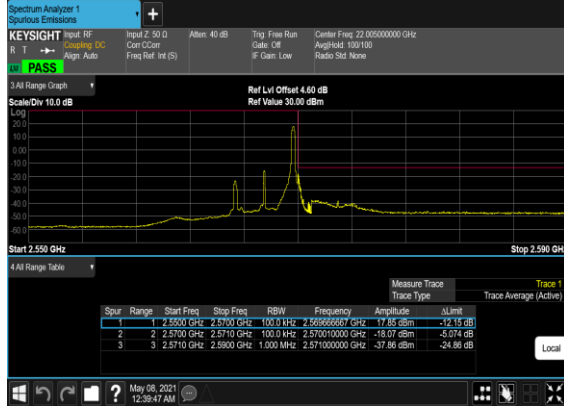 Spectrum Analyzer 1
Spurious Emissions
+
KEYSIGHT Input: RF Input Z: 50 Ω Atten: 40 dB Trig: Free Run Center Freq: 22.005000000 GHz
R T Coupling: DC Corr CCorr Gate: Off Avg|Hold: 100/100
Align: Auto Freq Ref: Int (S) IF Gain: Low Radio Std: None
PASS
3 All Range Graph
Ref Lvl Offset 4.60 dB
Scale/Div 10.0 dB Ref Value 30.00 dBm
Log
20.0
10.0
0.00
-10.0
-20.0
-30.0
-40.0
-50.0
-60.0
Start 2.550 GHz Stop 2.590 GHz
4 All Range Table
Measure Trace Trace 1
Trace Type Trace Average (Active)
Spur Range Start Freq Stop Freq RBW Frequency Amplitude ΔLimit
1 1 2.5500 GHz 2.5700 GHz 100.0 kHz 2.569666667 GHz 17.85 dBm -12.15 dB
2 2 2.5700 GHz 2.5710 GHz 100.0 kHz 2.570010000 GHz -18.07 dBm -5.074 dB
3 3 2.5710 GHz 2.5900 GHz 1.000 MHz 2.571000000 GHz -37.86 dBm -24.86 dB
Local
? May 08, 2021
12:39:47 AM